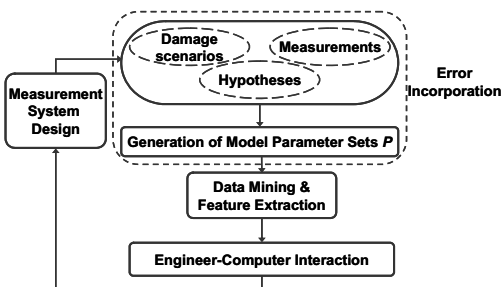 Damage
scenarios
Measurements
Hypotheses
Error
Incorporation
Measurement
System
Design
Generation of Model Parameter Sets P
Data Mining &
Feature Extraction
Engineer-Computer Interaction